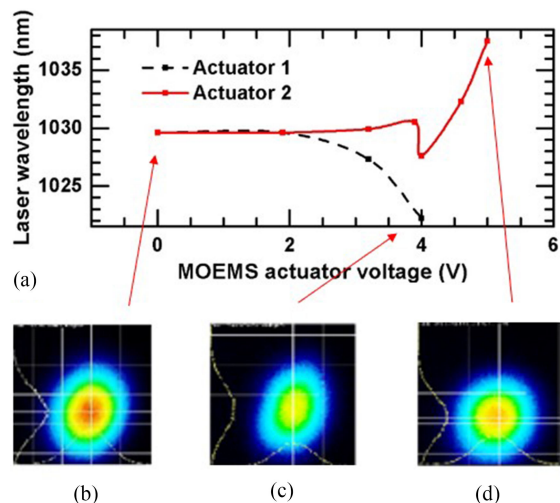 Laser wavelength (nm)
1035
1030
1025
Actuator 1
Actuator 2
0
2
4
6
MOEMS actuator voltage (V)
(a)
(b)
(c)
(d)